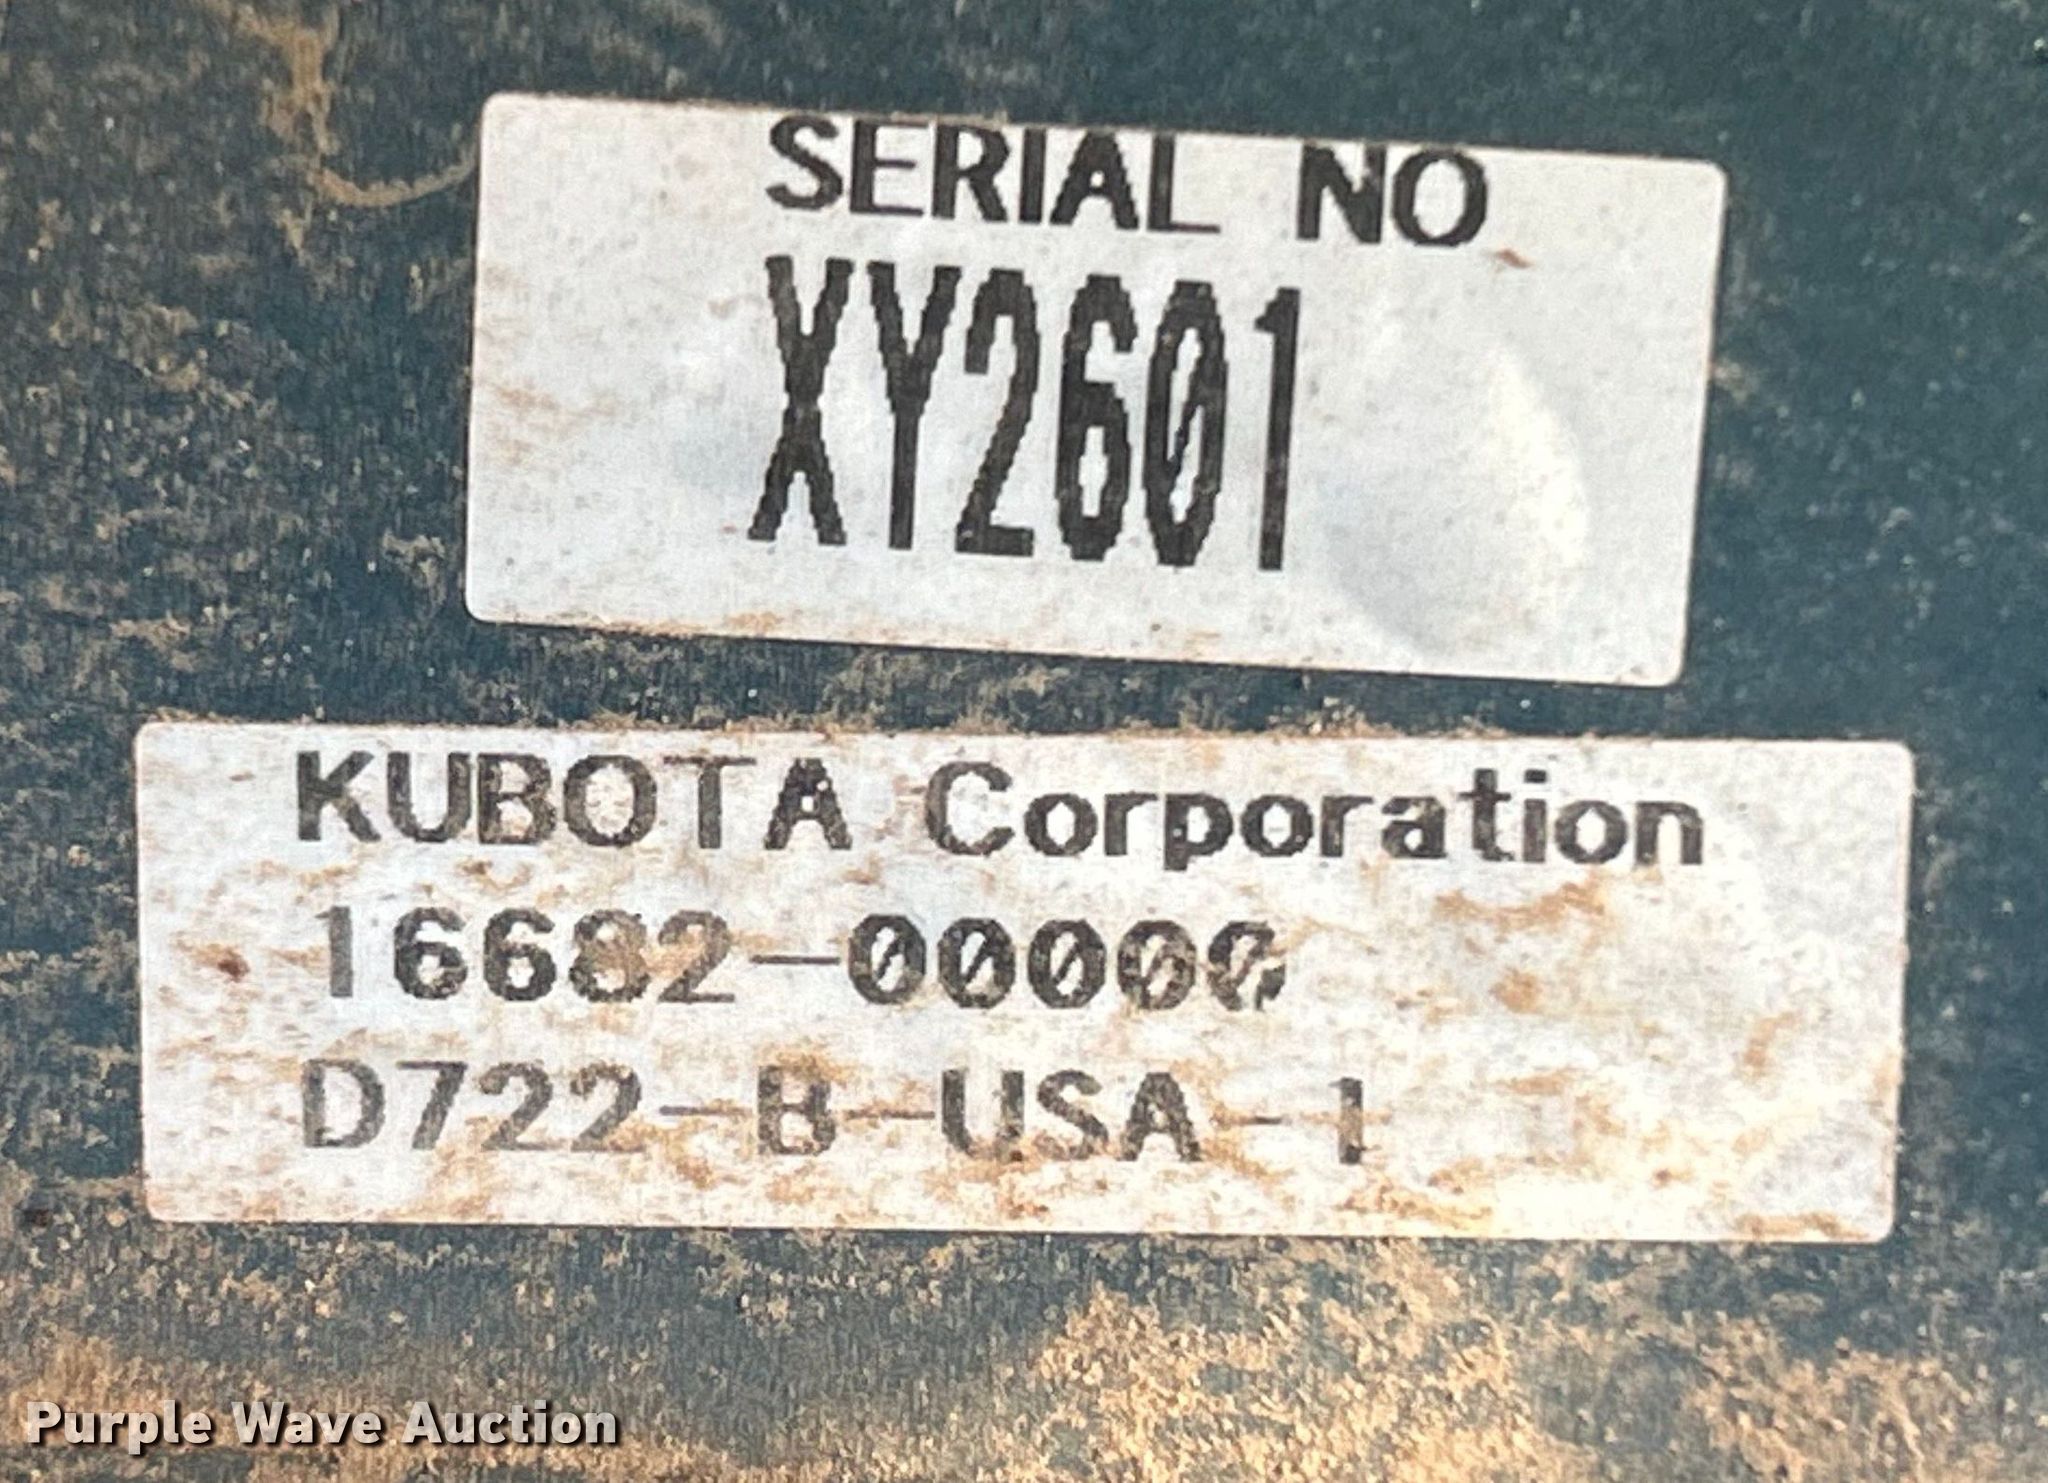 SERIAL NO
XY2601
KUBOTA Corporation
16682-00000
D722-B-USA-1
Purple Wave Auction